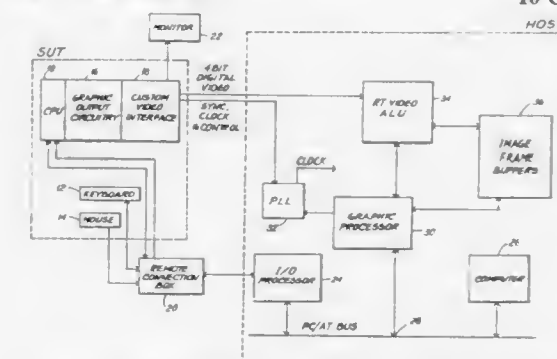 HOS
MONITOR
22
SUT
16
18
CPU
GRAPHIC
OUTPUT
CIRCUITRY
CUSTOM
VIDEO
INTERFACE
4 BIT
DIGITAL
VIDEO
SYNC,
CLOCK
& CONTROL
RT VIDEO
ALU
34
36
IMAGE
FRAME
BUFFERS
12
KEYBOARD
14
MOUSE
CLOCK
PLL
32
GRAPHIC
PROCESSOR
30
REMOTE
CONNECTION
BOX
20
I/O
PROCESSOR
24
26
COMPUTER
PC/AT BUS
28